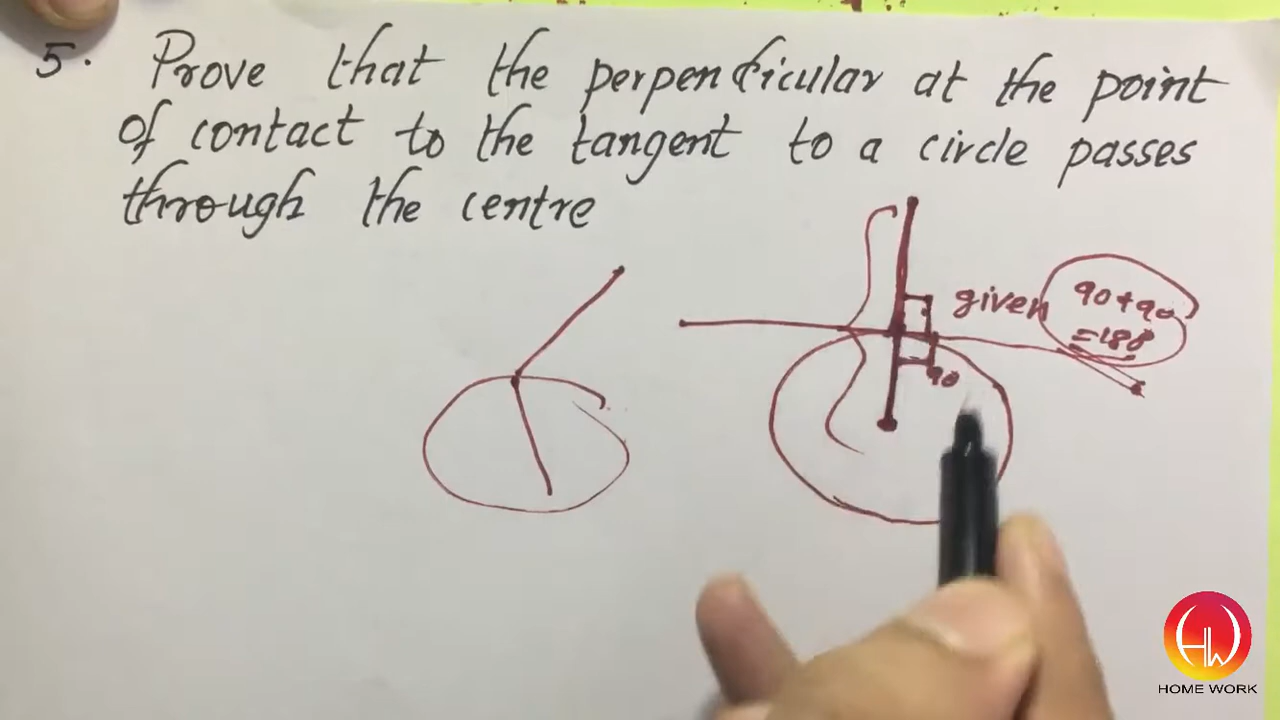 5. Prove that the perpendicular at the point
of contact to the tangent to a circle passes
through the centre
given
90+90
=180
90
HOME WORK